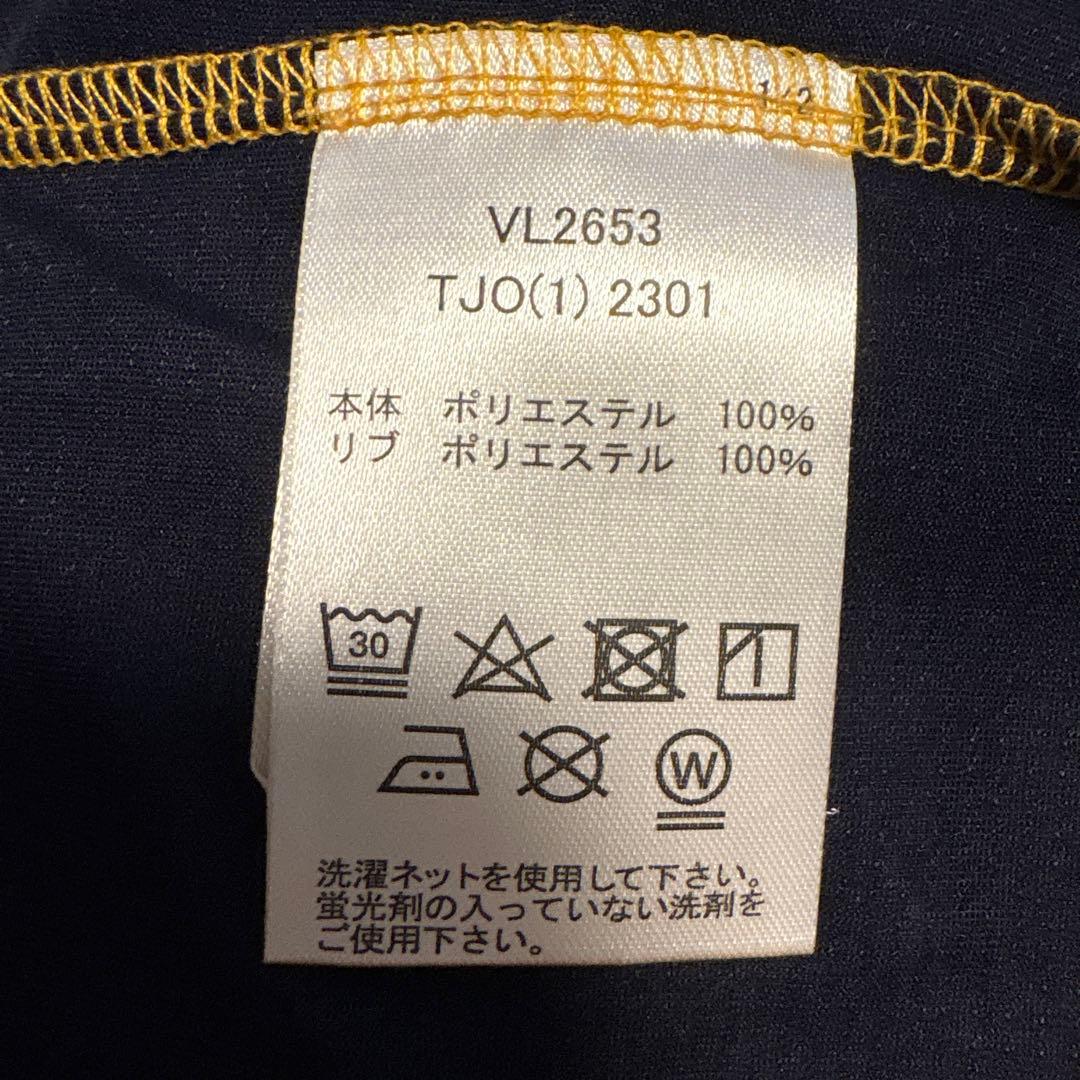 1/2
VL2653
TJO(1) 2301
本体 ポリエステル 100%
リブ ポリエステル 100%
30
W
洗濯ネットを使用して下さい。
蛍光剤の入っていない洗剤を
ご使用下さい。